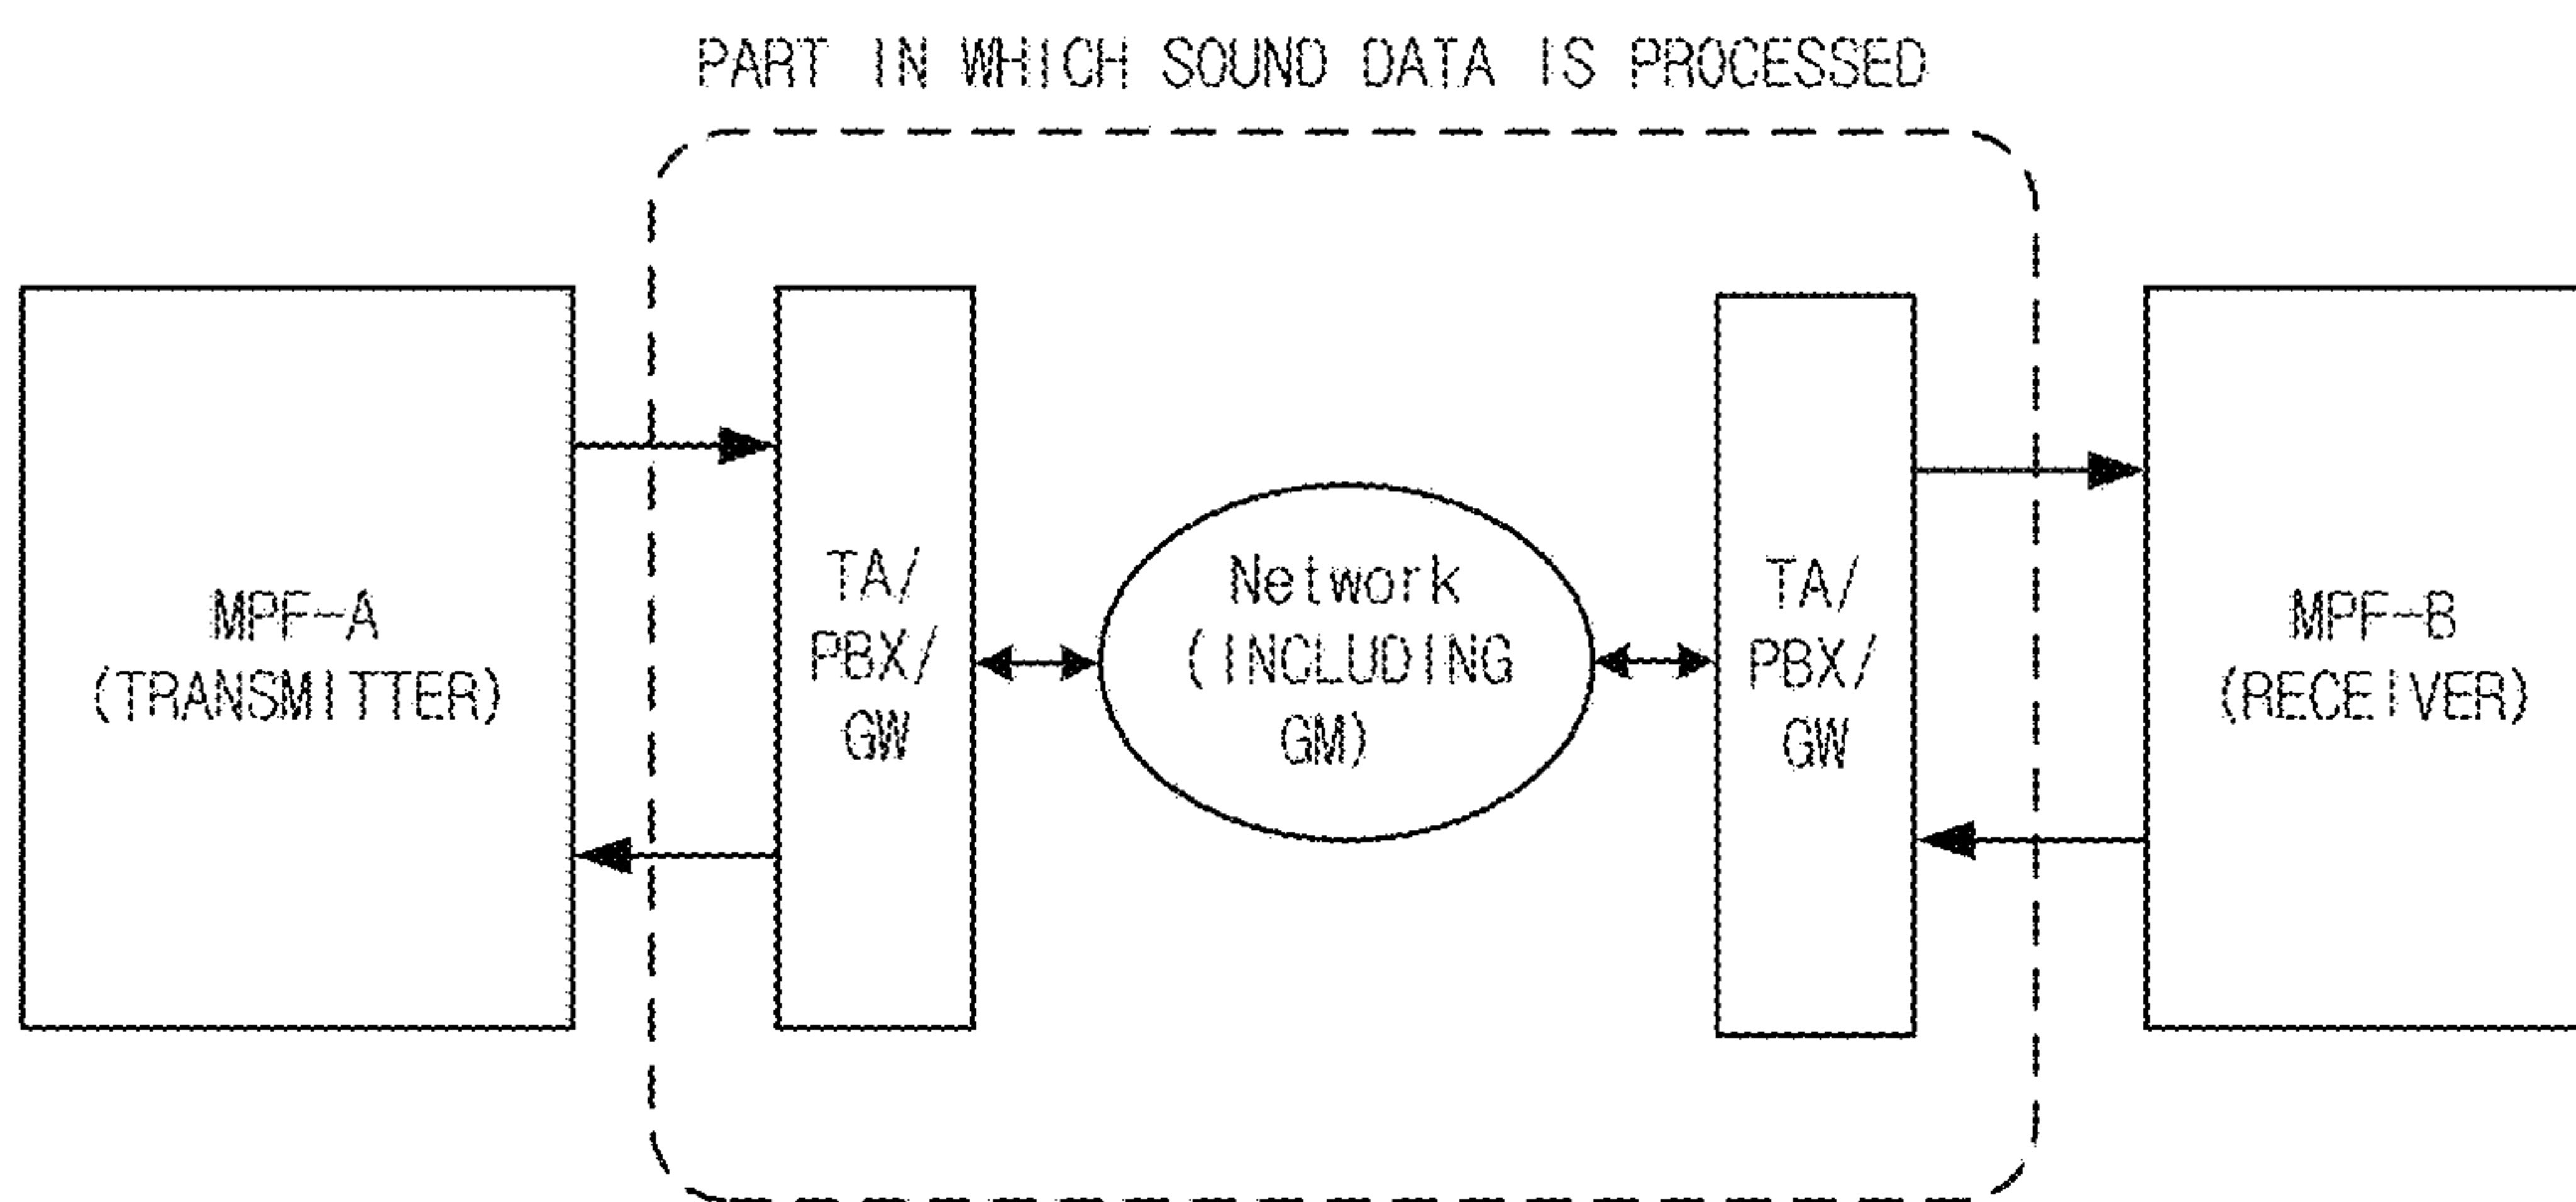 PART IN WHICH SOUND DATA IS PROCESSED
MPF-A
(TRANSMITTER)
TA/
PBX/
GW
Network
(INCLUDING
GM)
TA/
PBX/
GW
MPF-B
(RECEIVER)